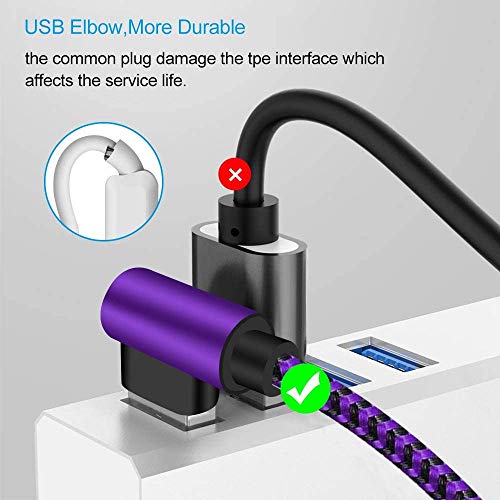 USB Elbow,More Durable
the common plug damage the tpe interface which
affects the service life.